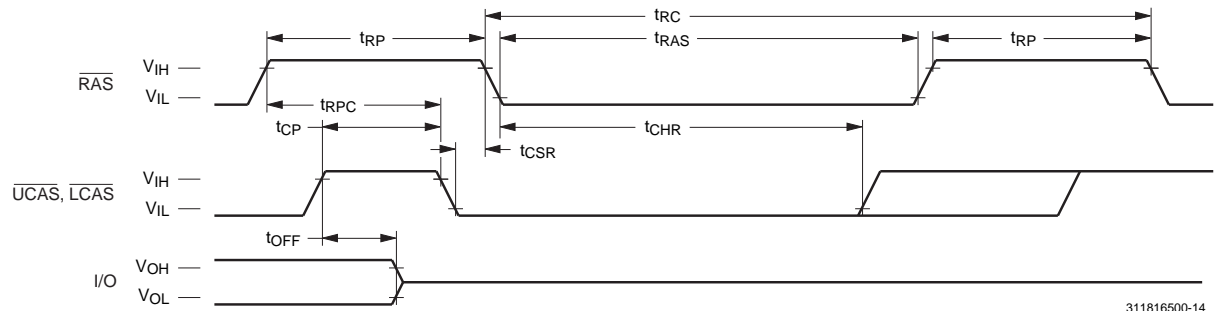 tRC
tRP
tRAS
tRP
RAS
VIH
VIL
tRPC
tCP
tCHR
tCSR
UCAS, LCAS
VIH
VIL
tOFF
I/O
VOH
VOL
311816500-14